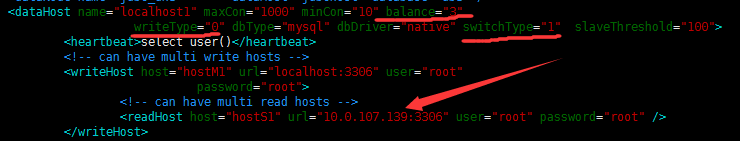 <dataHost name="localhost1" maxCon="1000" minCon="10" balance="3"
writeType="0" dbType="mysql" dbDriver="native" switchType="1" slaveThreshold="100">
<heartbeat>select user()</heartbeat>
<!-- can have multi write hosts -->
<writeHost host="hostM1" url="localhost:3306" user="root"
password="root">
<!-- can have multi read hosts -->
<readHost host="hostS1" url="10.0.107.139:3306" user="root" password="root" />
</writeHost>